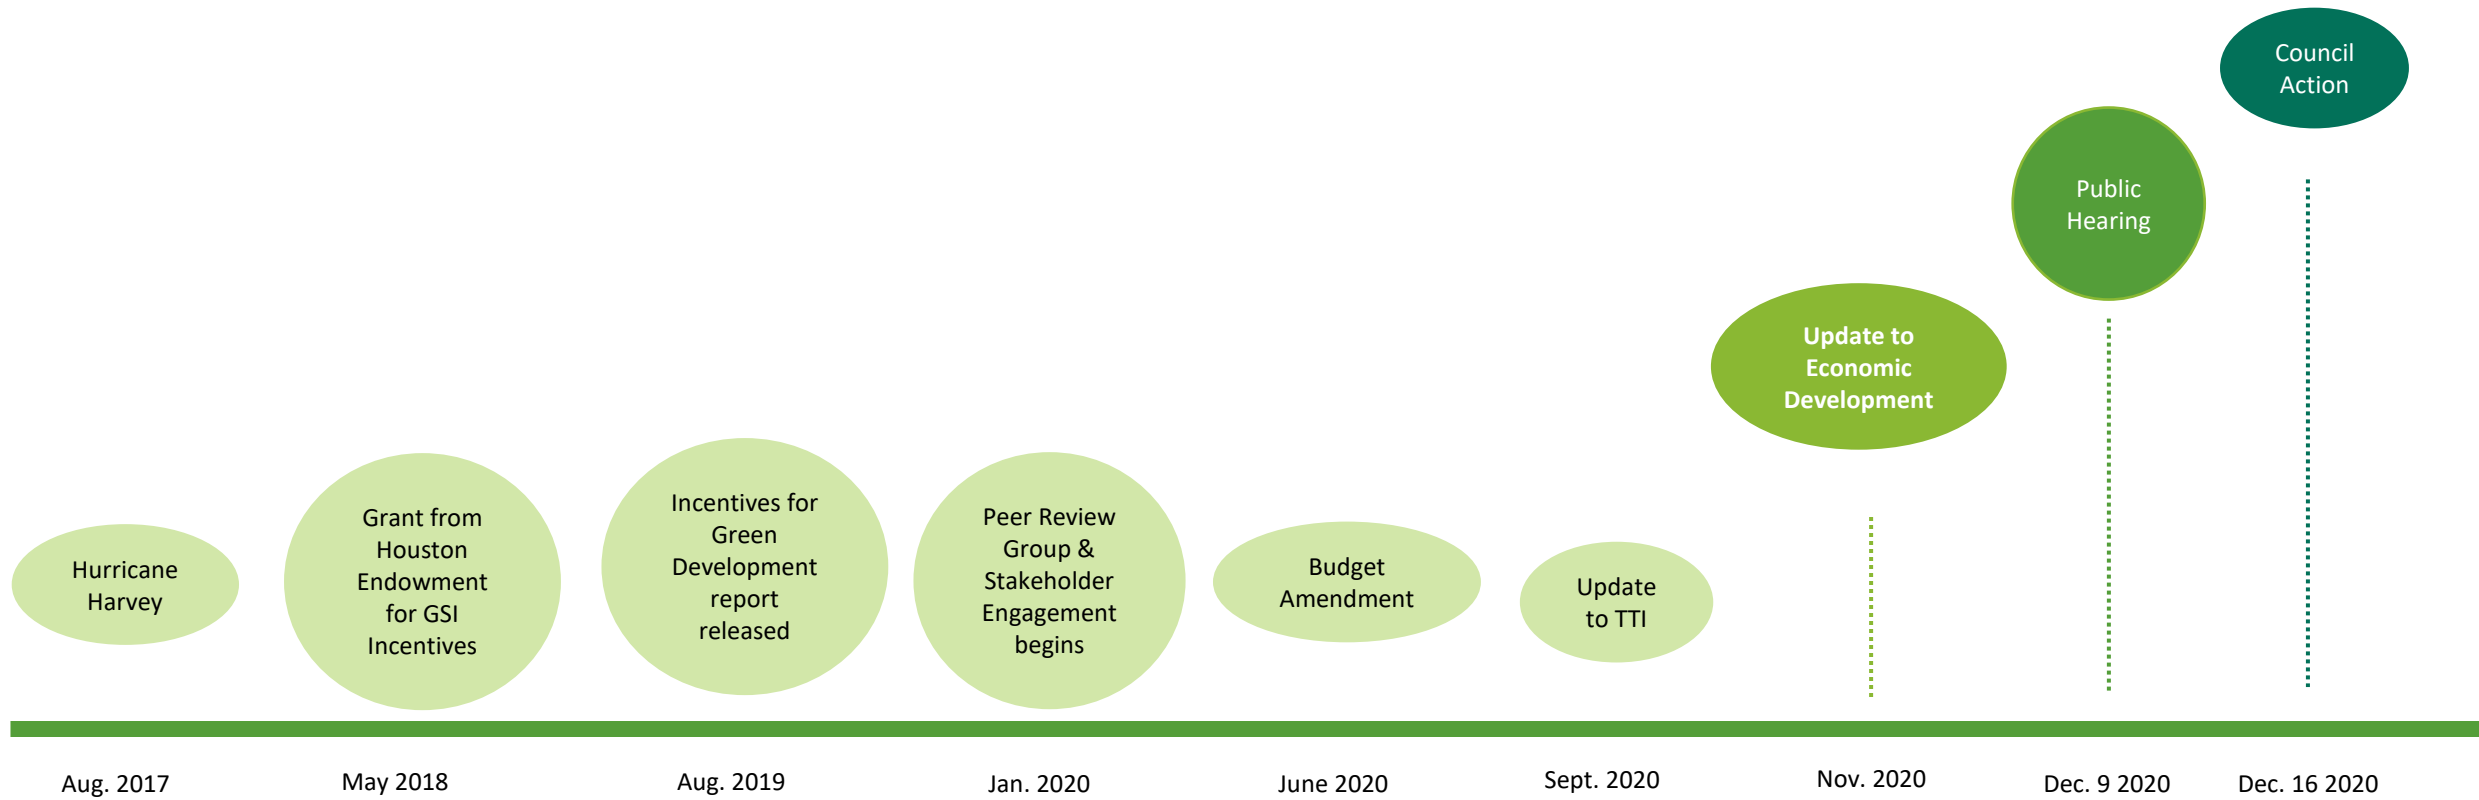 Council
Action
Public
Hearing
Update to
Economic
Development
Hurricane
Harvey
Grant from
Houston
Endowment
for GSI
Incentives
Incentives for
Green
Development
report
released
Peer Review
Group &
Stakeholder
Engagement
begins
Budget
Amendment
Update
to TTI
Aug. 2017
May 2018
Aug. 2019
Jan. 2020
June 2020
Sept. 2020
Nov. 2020
Dec. 9 2020
Dec. 16 2020